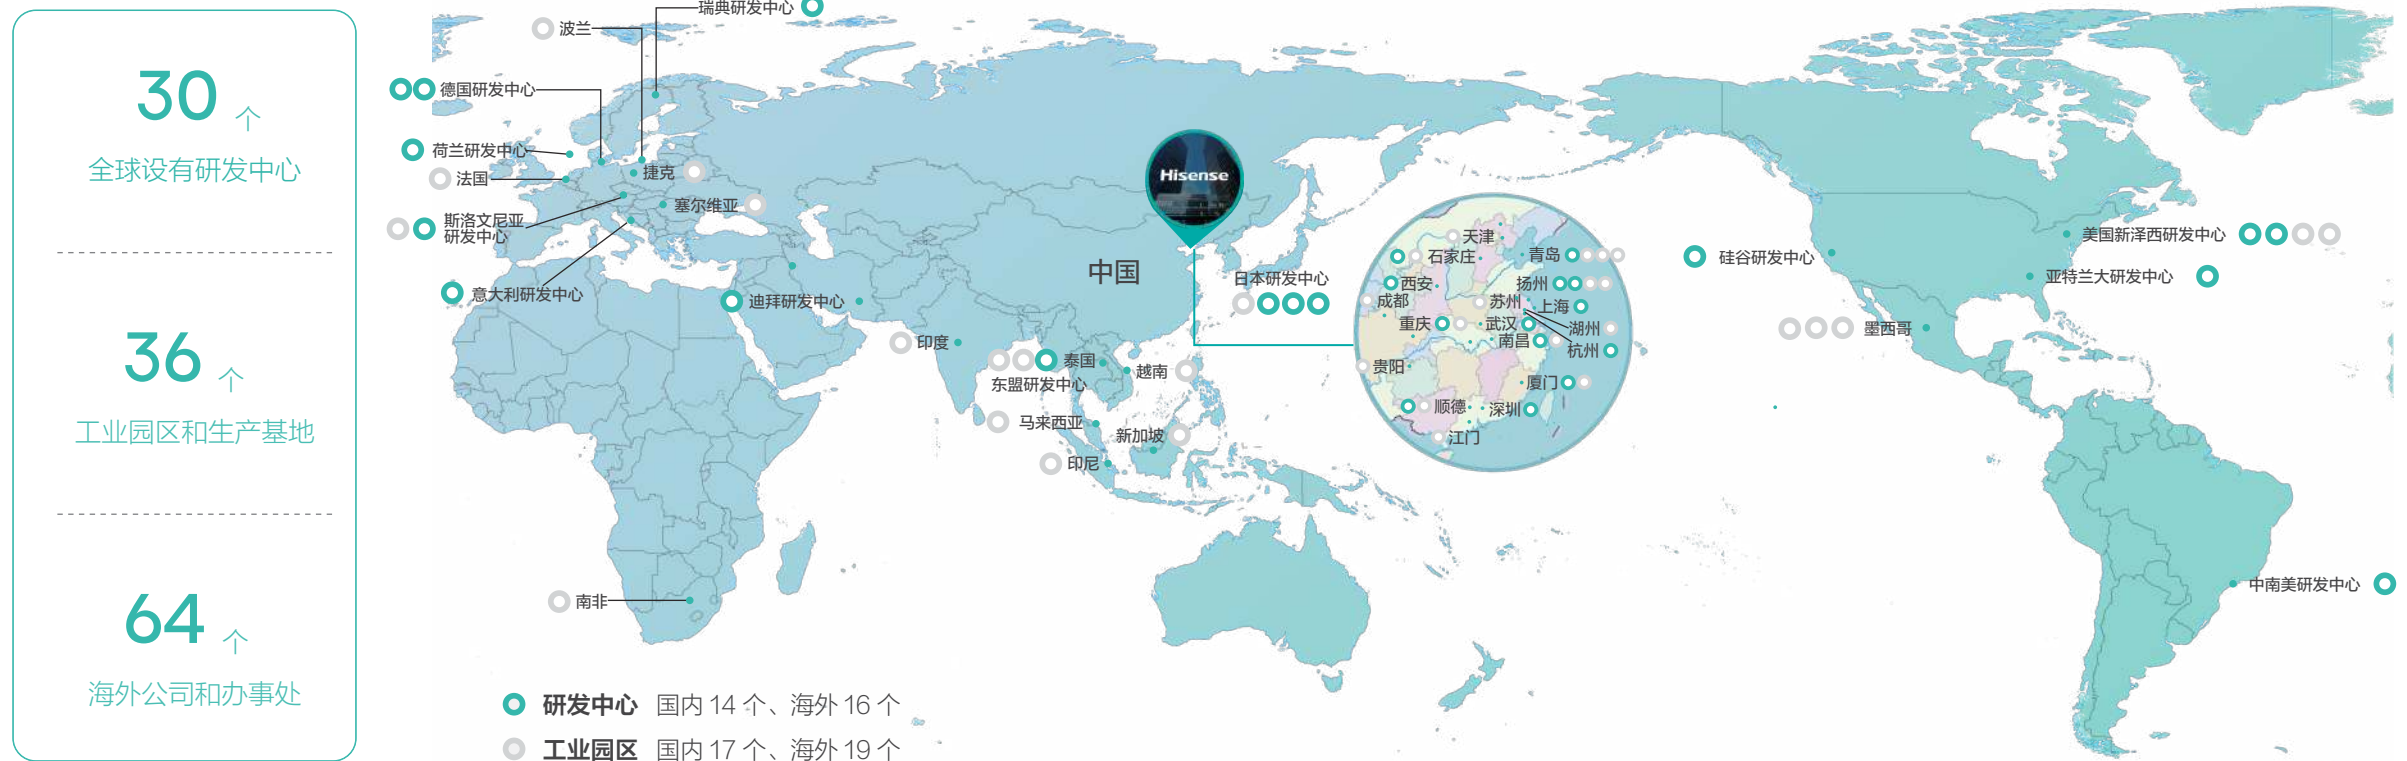 30 个
全球设有研发中心
36 个
工业园区和生产基地
64 个
海外公司和办事处
瑞典研发中心
波兰
德国研发中心
荷兰研发中心
法国
捷克
塞尔维亚
斯洛文尼亚
研发中心
意大利研发中心
迪拜研发中心
印度
泰国
东盟研发中心
越南
马来西亚
新加坡
印尼
南非
Hisense
中国
日本研发中心
天津
石家庄
青岛
西安
扬州
成都
苏州
上海
重庆
武汉
湖州
南昌
杭州
贵阳
厦门
顺德
深圳
江门
硅谷研发中心
美国新泽西研发中心
亚特兰大研发中心
墨西哥
中南美研发中心
研发中心 国内 14 个、海外 16 个
工业园区 国内 17 个、海外 19 个